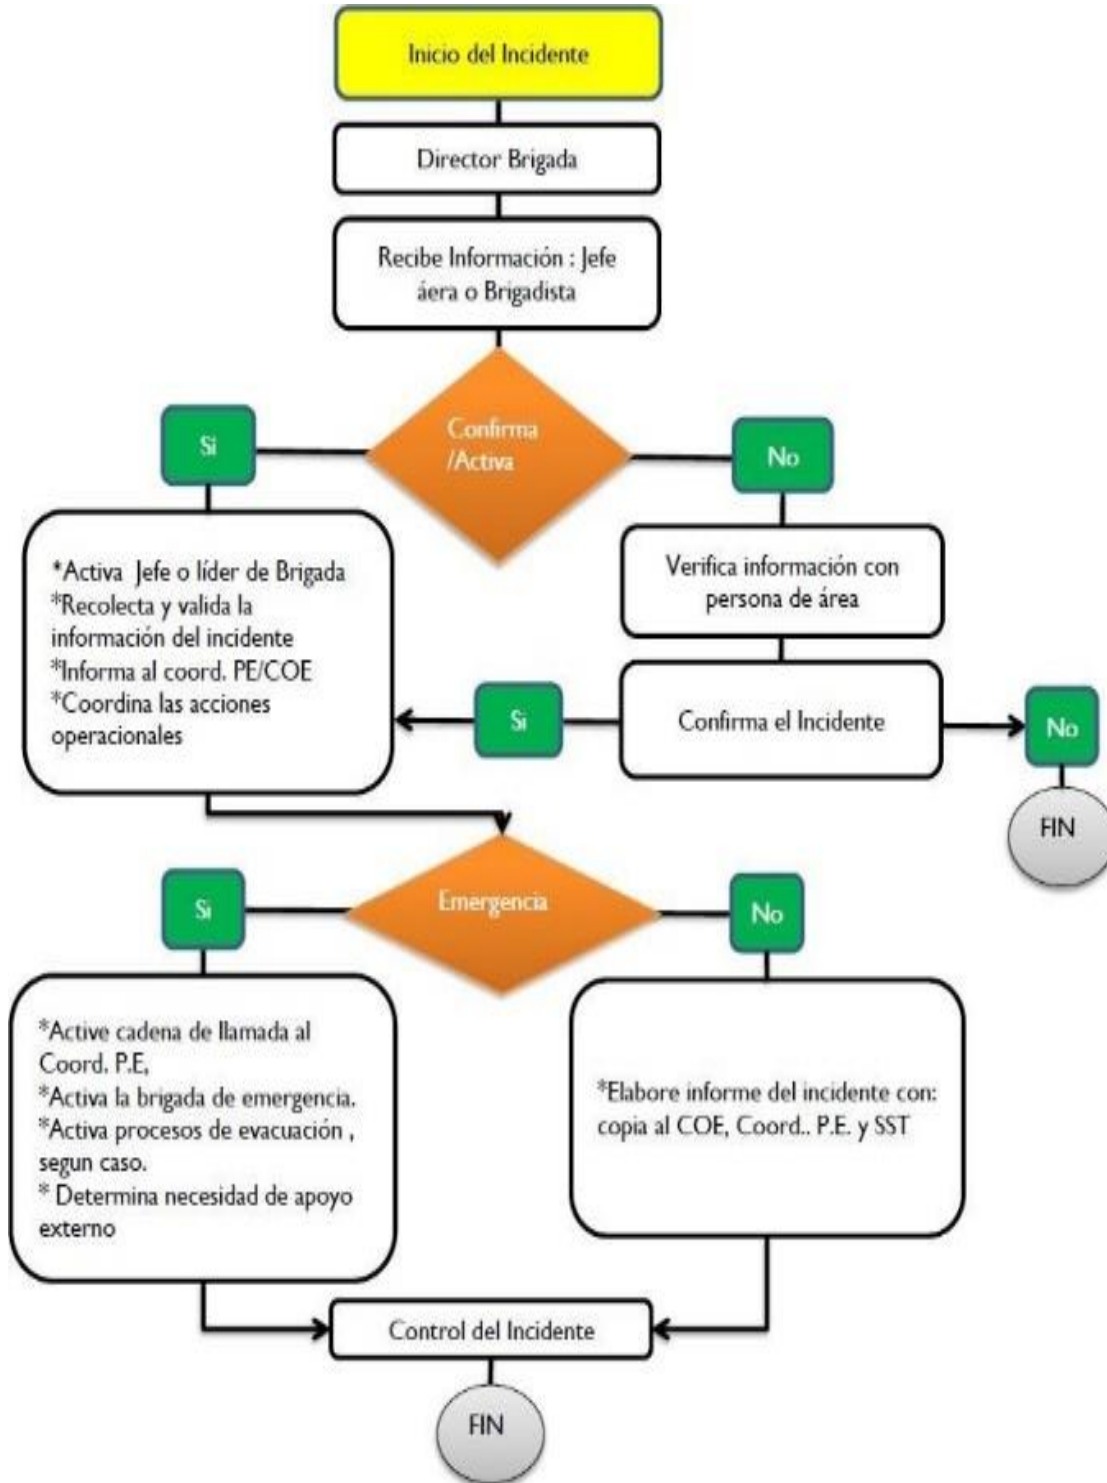 Inicio del Incidente
Director Brigada
Recibe Información : Jefe
áera o Brigadista
Confirma
/Activa
Si
No
*Activa Jefe o líder de Brigada
*Recolecta y valida la
información del incidente
*Informa al coord. PE/COE
*Coordina las acciones
operacionales
Verifica información con
persona de área
Si
Confirma el Incidente
No
FIN
Emergencia
Si
No
*Active cadena de llamada al
Coord. P.E,
*Activa la brigada de emergencia.
*Activa procesos de evacuación ,
segun caso.
* Determina necesidad de apoyo
externo
*Elabore informe del incidente con:
copia al COE, Coord.. P.E. y SST
Control del Incidente
FIN